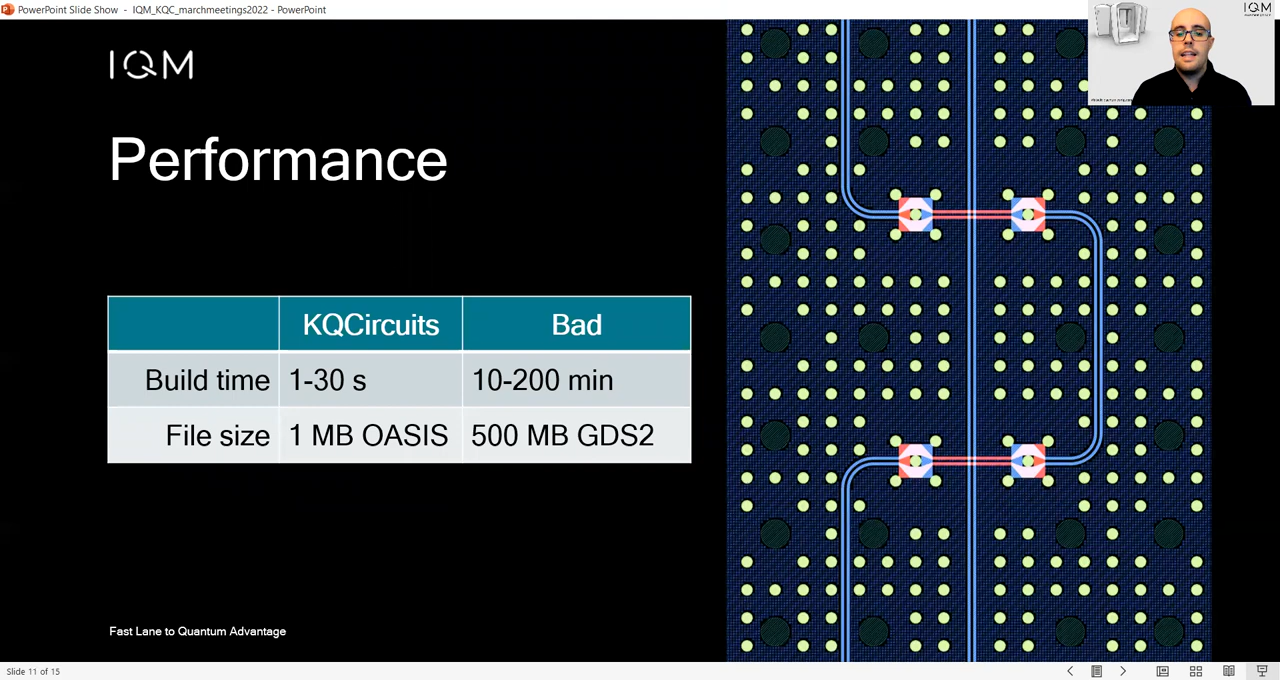 PowerPoint Slide Show - IQM_KQC_marchmeetings2022 - PowerPoint
IQM
IQM
Performance
KQCircuits Bad
Build time 1-30 s 10-200 min
File size 1 MB OASIS 500 MB GDS2
Fast Lane to Quantum Advantage
Slide 11 of 15